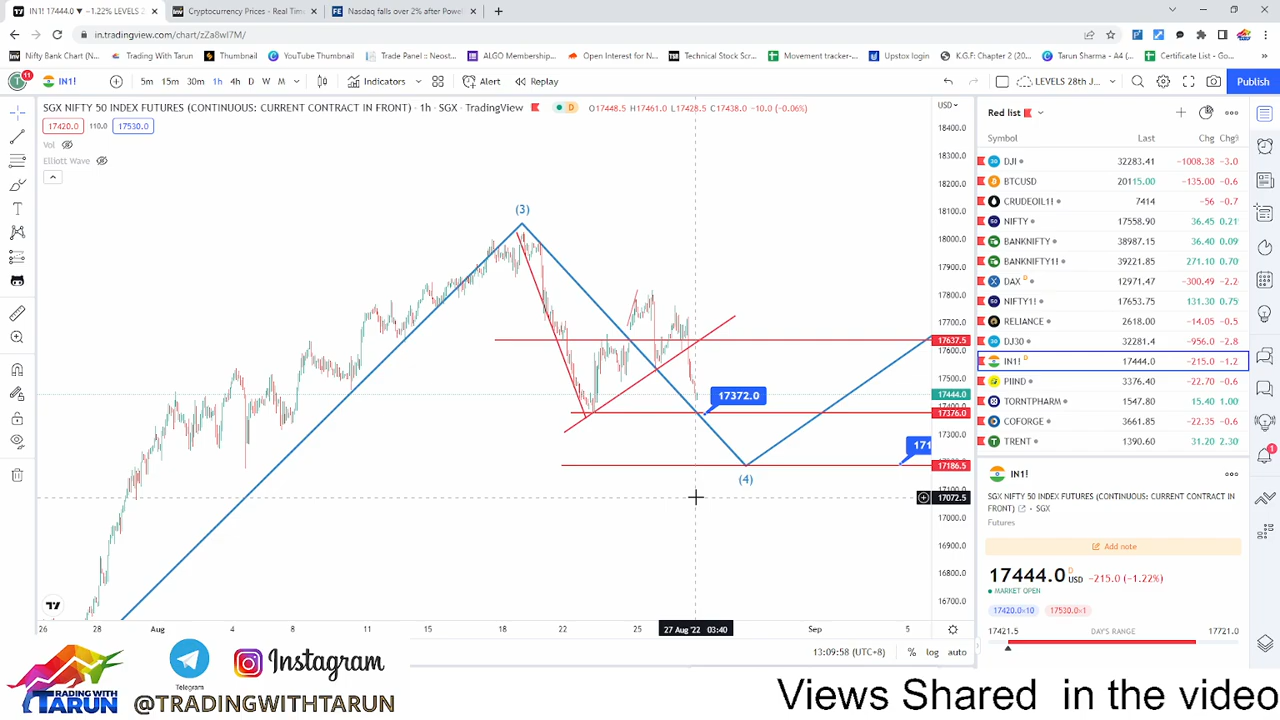 IN1! 17444.0 ▼ −1.22% LEVELS 2
Cryptocurrency Prices - Real Tim
Nasdaq falls over 2% after Powel
in.tradingview.com/chart/zZa8wI7M/
Nifty Bank Chart (N...
Trading With Tarun
Thumbnail
YouTube Thumbnail
Trade Panel :: Neost...
ALGO Membership...
Open Interest for N...
Technical Stock Scr...
Movement tracker-...
Upstox login
K.G.F: Chapter 2 (20...
Tarun Sharma - A4 (...
Certificate List - Go...
11
IN1!
5m 15m 30m 1h 4h D W M
Indicators
Alert
Replay
LEVELS 28th J...
Publish
SGX NIFTY 50 INDEX FUTURES (CONTINUOUS: CURRENT CONTRACT IN FRONT) · 1h · SGX · TradingView
D
O17448.5 H17461.0 L17428.5 C17438.0 −10.0 (−0.06%)
USD
17420.0 110.0 17530.0
Vol
Elliott Wave
18400.0
18300.0
18200.0
18100.0
18000.0
17900.0
17800.0
17700.0
17637.5
17600.0
17500.0
17444.0
17400.0
17376.0
17300.0
17186.5
17072.5
17000.0
16900.0
16800.0
16700.0
(3)
17372.0
171
(4)
26 28 Aug 4 8 11 15 18 22 25 27 Aug '22 03:40 Sep 5
13:09:58 (UTC+8) % log auto
Red list
Symbol Last Chg Chg%
DJI 32283.41 −1008.38 −3.0
BTCUSD 20115.00 −135.00 −0.6
CRUDEOIL1! 7414 −56 −0.7
NIFTY 17558.90 36.45 0.21
BANKNIFTY 38987.15 36.40 0.09
BANKNIFTY1! 39221.85 271.10 0.70
DAX D 12971.47 −300.49 −2.2
NIFTY1! 17653.75 131.30 0.75
RELIANCE 2618.00 −14.05 −0.5
DJ30 32281.4 −956.0 −2.8
IN1! D 17444.0 −215.0 −1.2
PIIND 3376.40 −22.70 −0.6
TORNTPHARM 1547.80 15.40 1.00
COFORGE 3661.85 −22.35 −0.6
TRENT 1390.60 31.20 2.30
1
IN1!
SGX NIFTY 50 INDEX FUTURES (CONTINUOUS: CURRENT CONTRACT IN
FRONT) · SGX
Futures
Add note
17444.0 D USD −215.0 (−1.22%)
MARKET OPEN
17420.0×10 17530.0×1
17421.5 DAY'S RANGE 17721.0
TRADING WITH
TARUN
Telegram
Instagram
@TRADINGWITHTARUN
Views Shared in the video